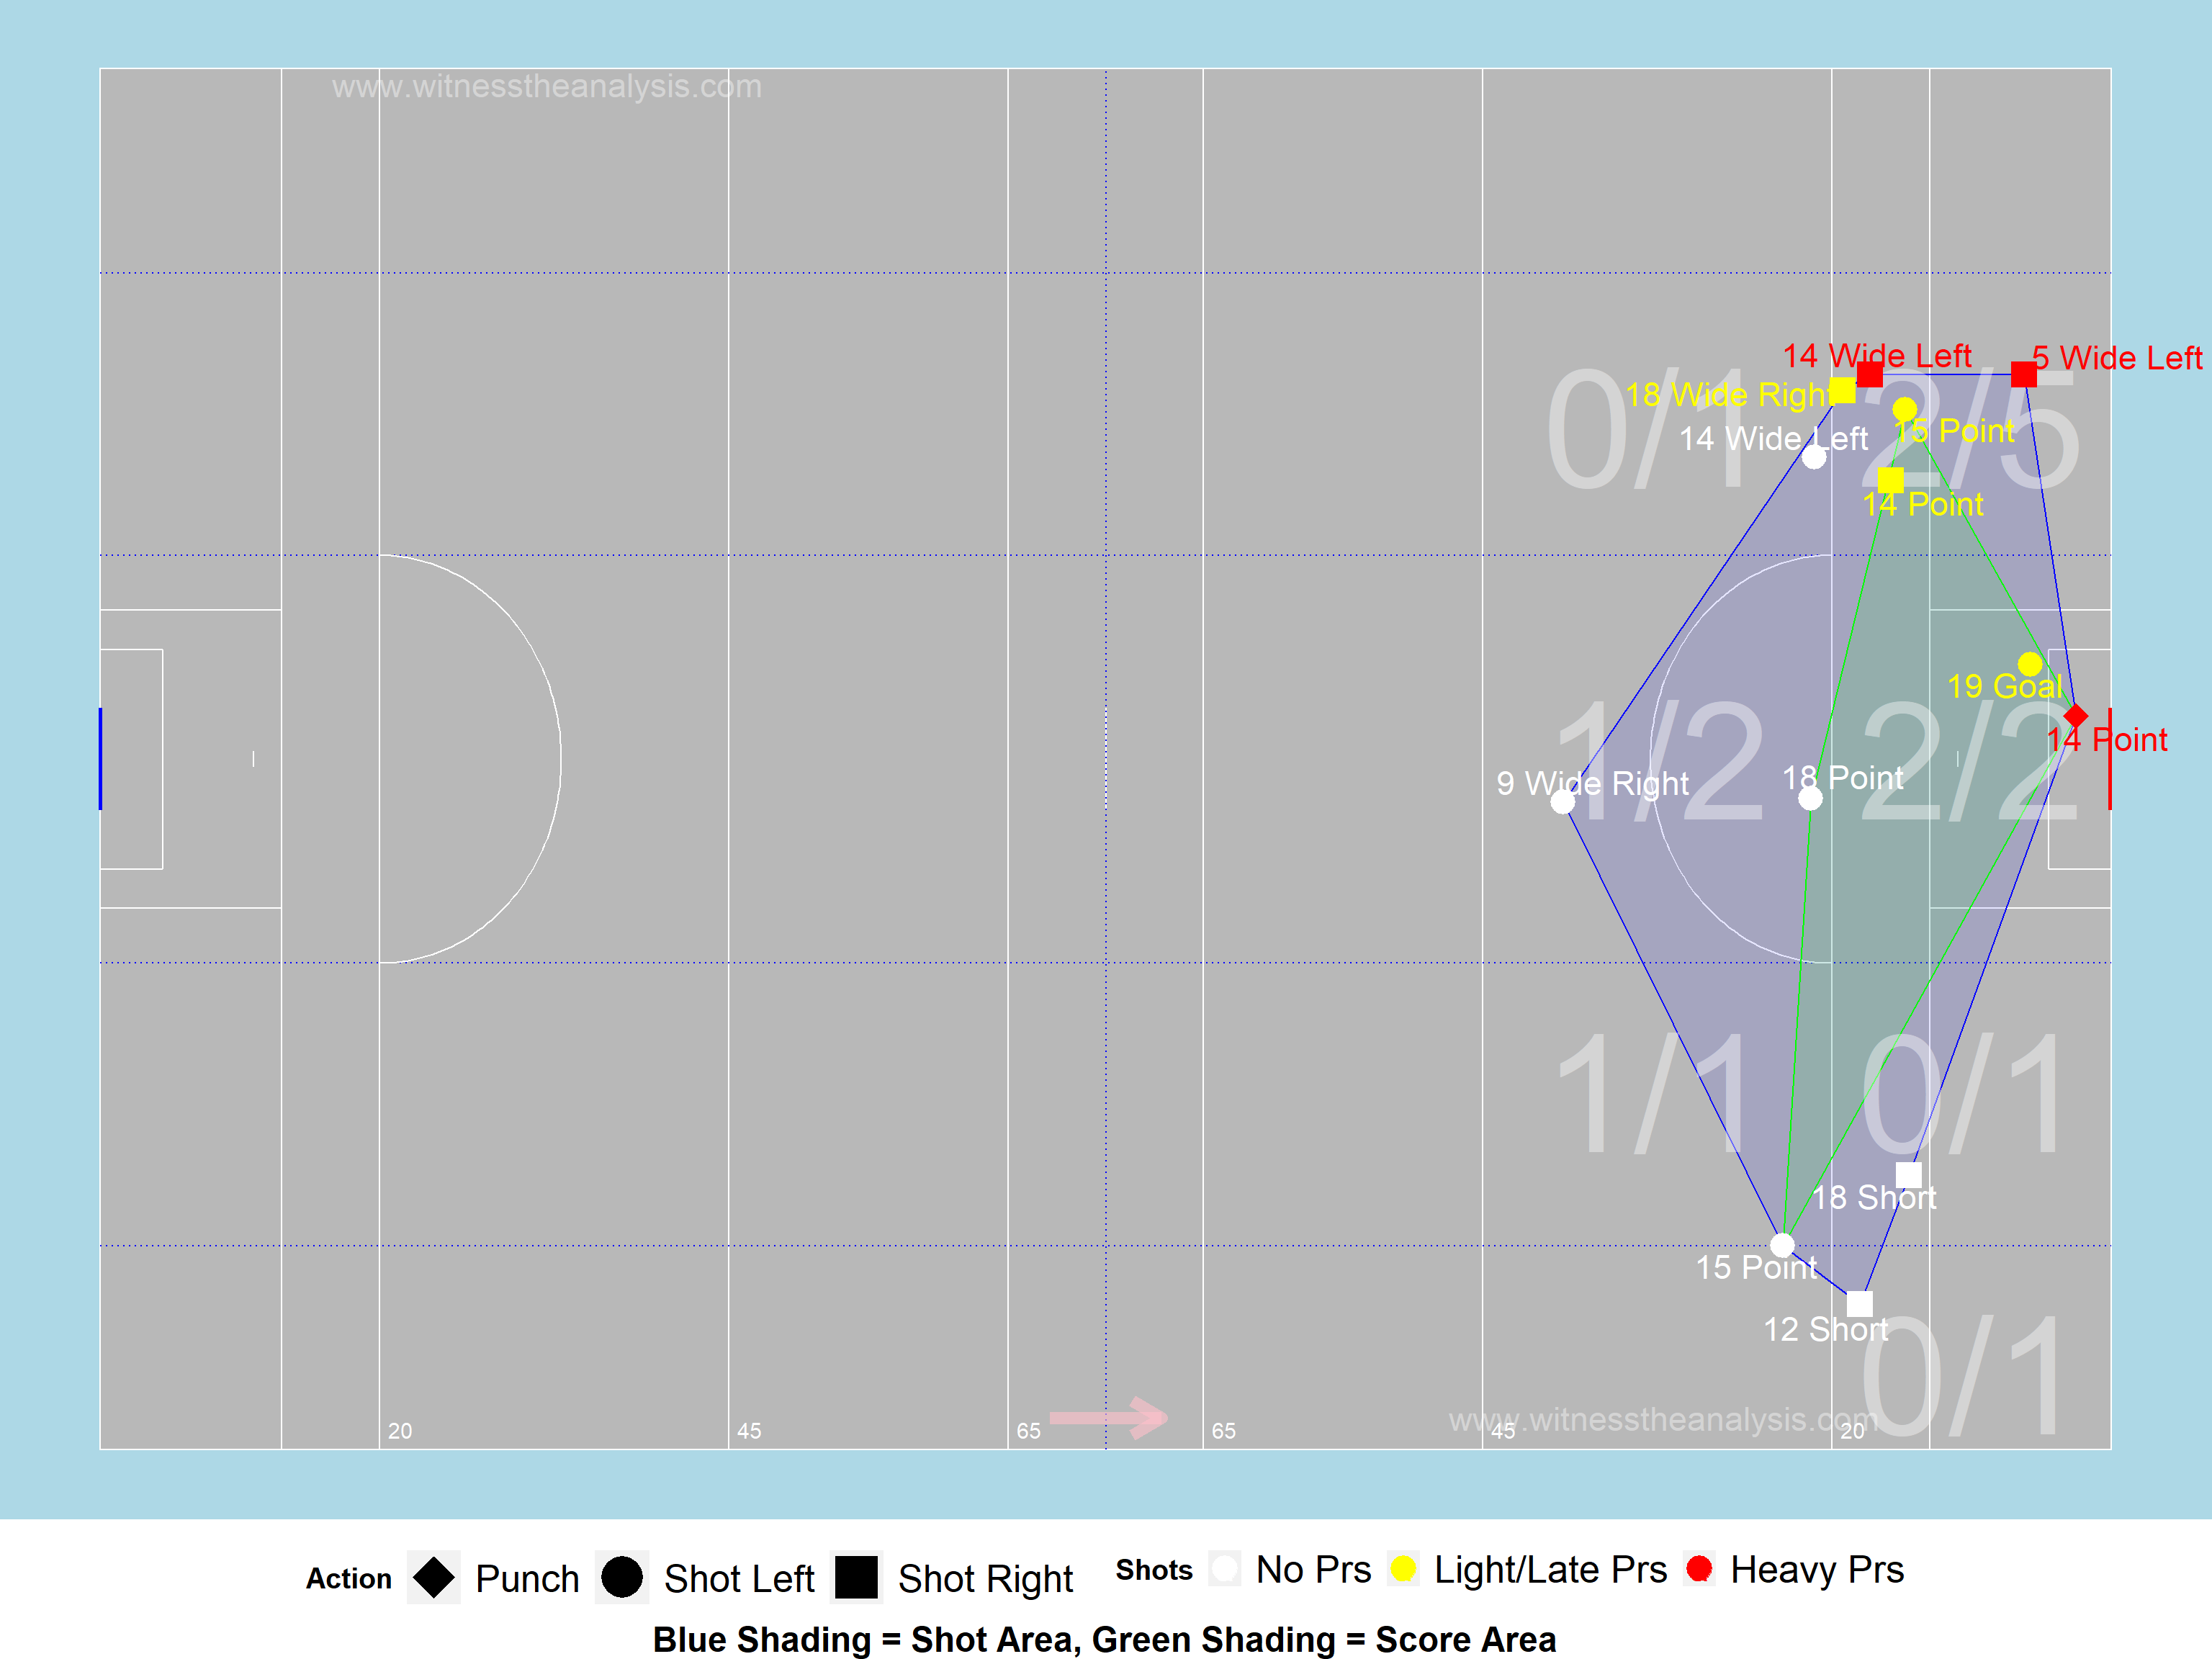 www.witnesstheanalysis.com
14 Wide Left
5 Wide Left
18 Wide Right
0/1
2/5
15 Point
14 Wide Left
14 Point
19 Goal
1/2
2/2
14 Point
9 Wide Right
18 Point
1/1
0/1
18 Short
15 Point
12 Short
0/1
www.witnesstheanalysis.com
20
45
65
65
45
20
Action Punch Shot Left Shot Right Shots No Prs Light/Late Prs Heavy Prs
Blue Shading = Shot Area, Green Shading = Score Area